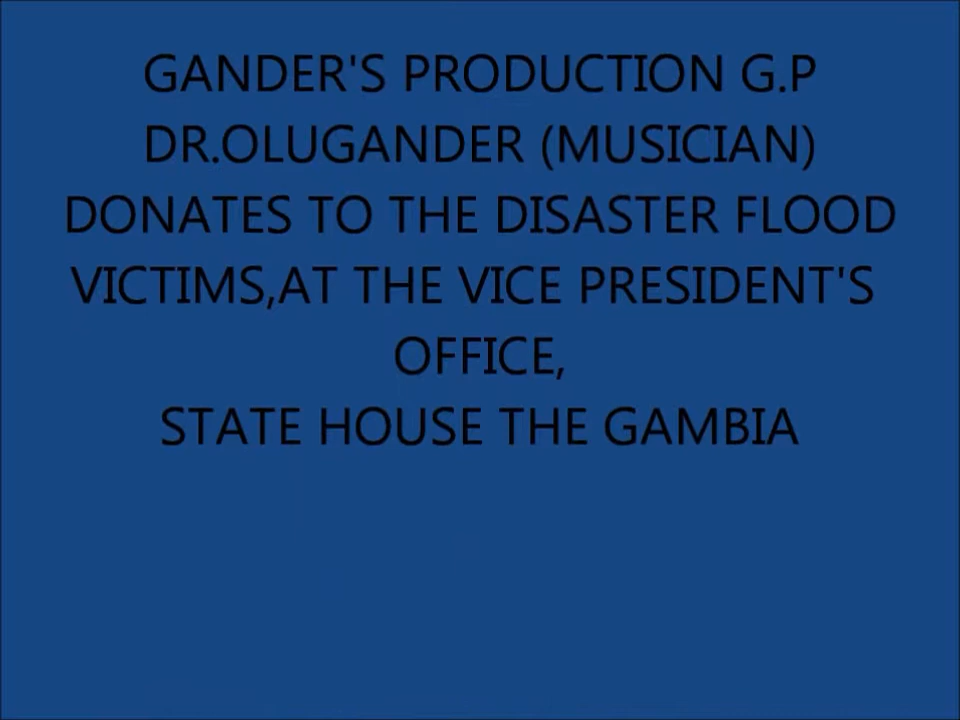 GANDER'S PRODUCTION G.P
DR.OLUGANDER (MUSICIAN)
DONATES TO THE DISASTER FLOOD
VICTIMS,AT THE VICE PRESIDENT'S
OFFICE,
STATE HOUSE THE GAMBIA